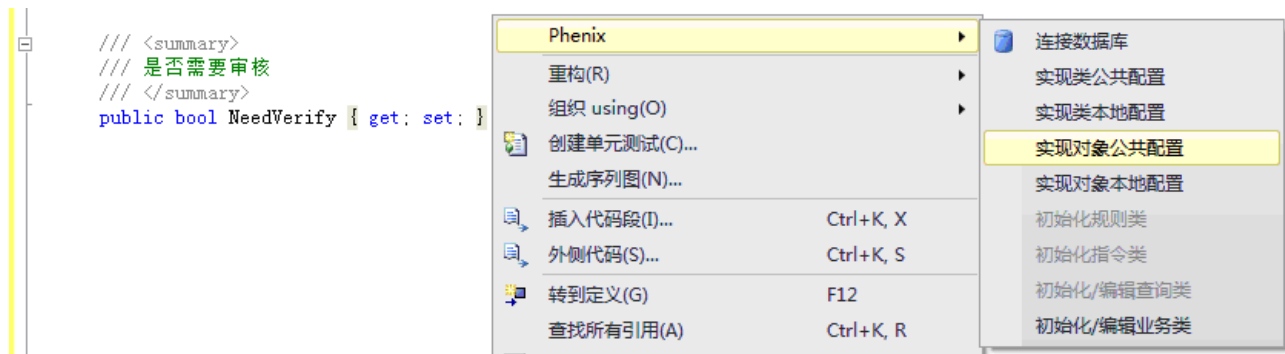 /// <summary>
/// 是否需要审核
/// </summary>
public bool NeedVerify { get; set; }
Phenix
重构(R)
组织 using(O)
创建单元测试(C)...
生成序列图(N)...
插入代码段(I)... Ctrl+K, X
外侧代码(S)... Ctrl+K, S
转到定义(G) F12
查找所有引用(A) Ctrl+K, R
连接数据库
实现类公共配置
实现类本地配置
实现对象公共配置
实现对象本地配置
初始化规则类
初始化指令类
初始化/编辑查询类
初始化/编辑业务类